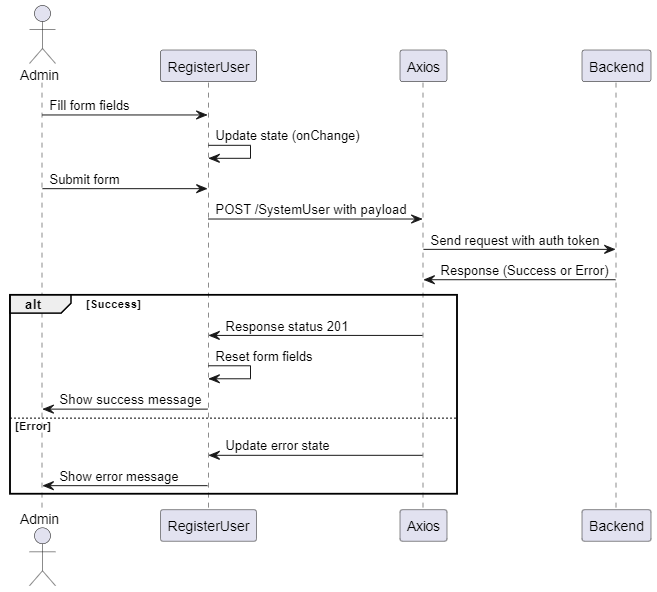 Admin
RegisterUser
Axios
Backend
Fill form fields
Update state (onChange)
Submit form
POST /SystemUser with payload
Send request with auth token
Response (Success or Error)
alt [Success]
Response status 201
Reset form fields
Show success message
[Error]
Update error state
Show error message
Admin
RegisterUser
Axios
Backend